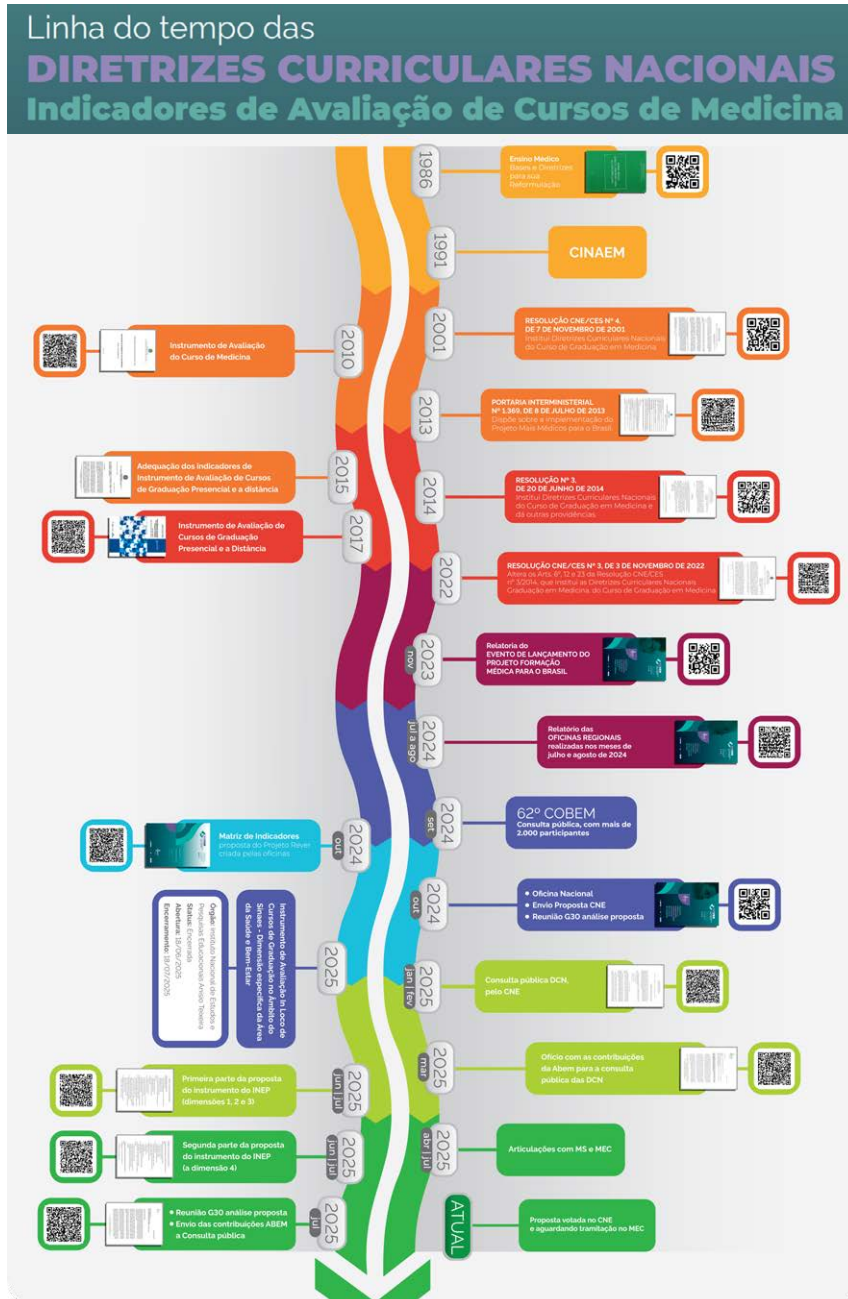 Linha do tempo das
DIRETRIZES CURRICULARES NACIONAIS
Indicadores de Avaliação de Cursos de Medicina
1986
Ensino Médico
Bases e Diretrizes
para sua
Reformulação
1991
CINAEM
2001
RESOLUÇÃO CNE/CES Nº 4,
DE 7 DE NOVEMBRO DE 2001
Institui Diretrizes Curriculares Nacionais
do Curso de Graduação em Medicina
2010
Instrumento de Avaliação
do Curso de Medicina
2013
PORTARIA INTERMINISTERIAL
Nº 1.369, DE 8 DE JULHO DE 2013
Dispõe sobre a implementação do
Projeto Mais Médicos para o Brasil
2015
Adequação dos indicadores de
Instrumento de Avaliação de Cursos
de Graduação Presencial e a distância
2014
RESOLUÇÃO Nº 3,
DE 20 DE JUNHO DE 2014
Institui Diretrizes Curriculares Nacionais
do Curso de Graduação em Medicina e
dá outras providências
2017
Instrumento de Avaliação de
Cursos de Graduação
Presencial e a Distância
2022
RESOLUÇÃO CNE/CES Nº 3, DE 3 DE NOVEMBRO DE 2022
Altera os Arts. 6º, 12 e 23 da Resolução CNE/CES
nº 3/2014, que institui as Diretrizes Curriculares Nacionais
Graduação em Medicina, do Curso de Graduação em Medicina
2023
nov
Relatoria do
EVENTO DE LANÇAMENTO DO
PROJETO FORMAÇÃO
MÉDICA PARA O BRASIL
2024
jul a ago
Relatório das
OFICINAS REGIONAIS
realizadas nos meses de
julho e agosto de 2024
2024
set
62º COBEM
Consulta pública, com mais de
2.000 participantes
2024
out
Matriz de Indicadores
proposta do Projeto Rever
criada pelas oficinas
2024
out
• Oficina Nacional
• Envio Proposta CNE
• Reunião G30 análise proposta
2025
Instrumento de Avaliação In Loco de
Cursos de Graduação no Âmbito do
Sinaes - Dimensão específica da Área
da Saúde e Bem-Estar
Órgão: Instituto Nacional de Estudos e
Pesquisas Educacionais Anísio Teixeira
Status: Encerrada
Abertura: 18/06/2025
Encerramento: 18/07/2025
2025
jan | fev
Consulta pública DCN,
pelo CNE
2025
mar
Ofício com as contribuições
da Abem para a consulta
pública das DCN
2025
jun | jul
Primeira parte da proposta
do instrumento do INEP
(dimensões 1, 2 e 3)
2025
abr | jul
Articulações com MS e MEC
2025
jun | jul
Segunda parte da proposta
do instrumento do INEP
(a dimensão 4)
2025
jul
• Reunião G30 análise proposta
• Envio das contribuições ABEM
a Consulta pública
ATUAL
Proposta votada no CNE
e aguardando tramitação no MEC